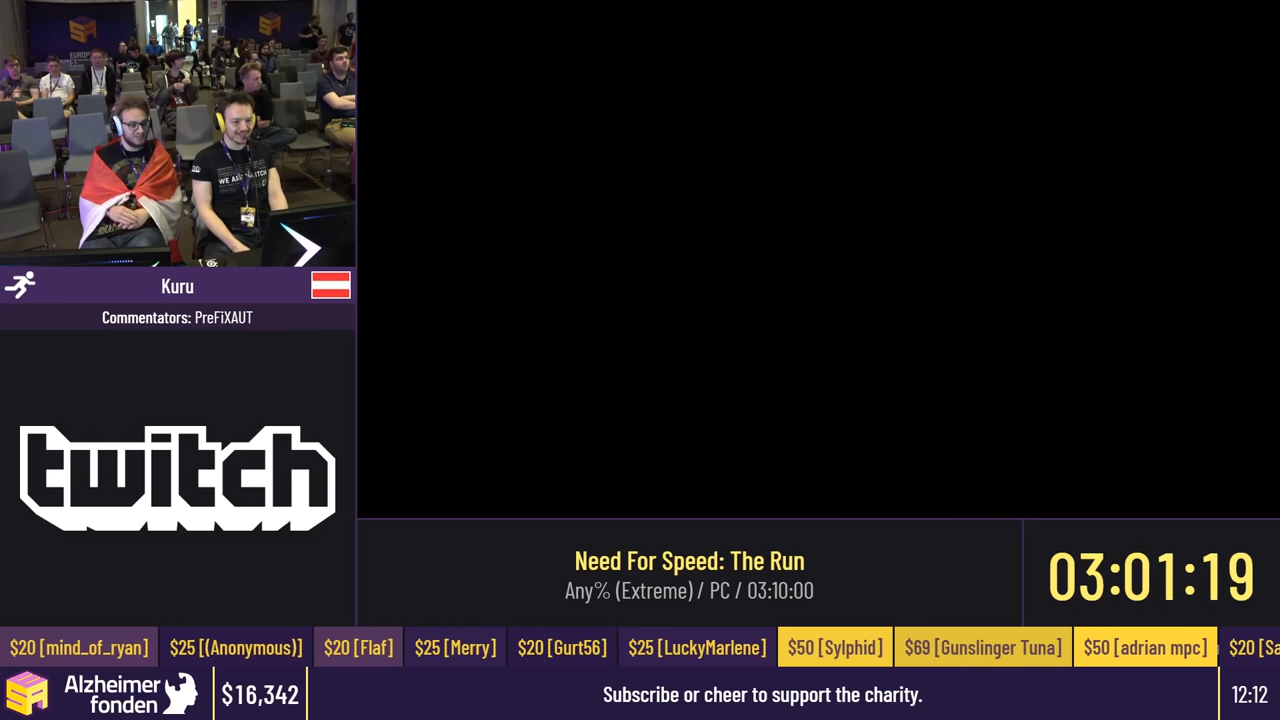 Kuru
Commentators: PreFiXAUT
twitch
Need For Speed: The Run
Any% (Extreme) / PC / 03:10:00
03:01:19
$20 [mind_of_ryan]
$25 [(Anonymous)]
$20 [Flaf]
$25 [Merry]
$20 [Gurt56]
$25 [LuckyMarlene]
$50 [Sylphid]
$69 [Gunslinger Tuna]
$50 [adrian mpc]
$20 [Sa
Alzheimer
fonden
$16,342
Subscribe or cheer to support the charity.
12:12